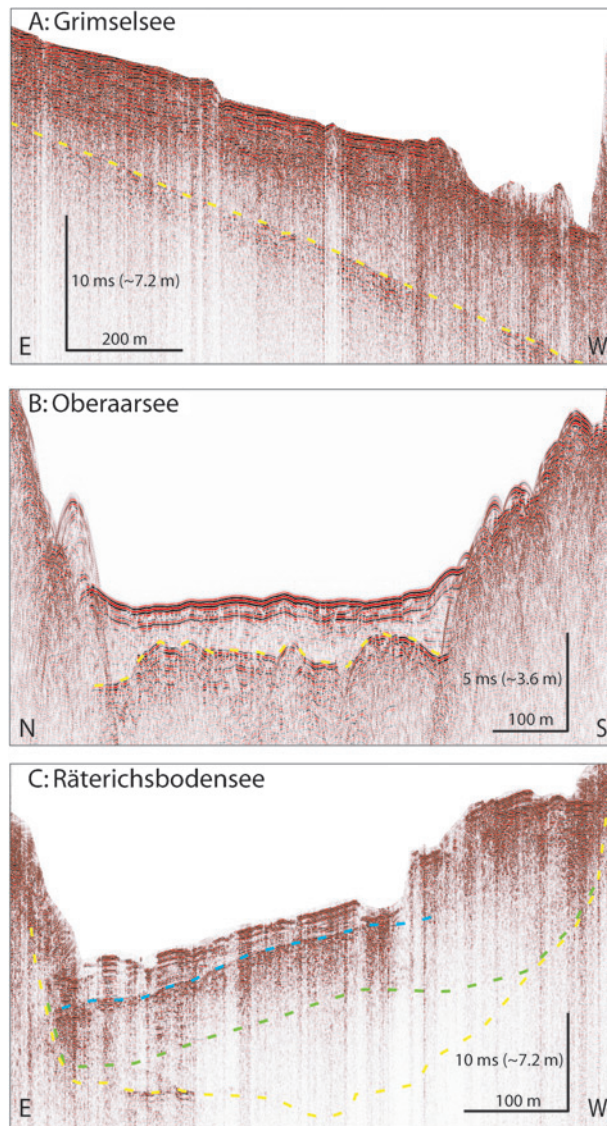 A: Grimselsee
10 ms (~7.2 m)
200 m
E
W
B: Oberaarsee
5 ms (~3.6 m)
100 m
N
S
C: Räterichsbodensee
10 ms (~7.2 m)
100 m
E
W